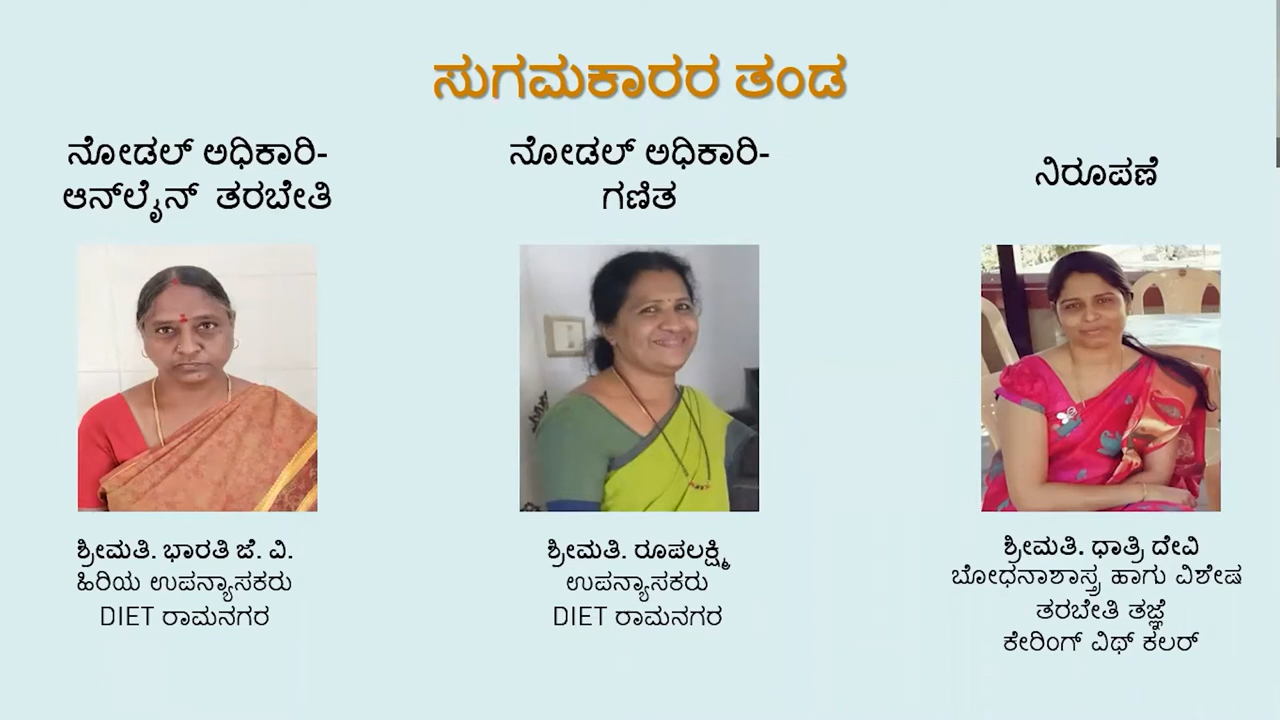 ಸುಗಮಕಾರರ ತಂಡ
ನೋಡಲ್ ಅಧಿಕಾರಿ-
ಆನ್‌ಲೈನ್ ತರಬೇತಿ
ನೋಡಲ್ ಅಧಿಕಾರಿ-
ಗಣಿತ
ನಿರೂಪಣೆ
ಶ್ರೀಮತಿ. ಭಾರತಿ ಜೆ. ವಿ.
ಹಿರಿಯ ಉಪನ್ಯಾಸಕರು
DIET ರಾಮನಗರ
ಶ್ರೀಮತಿ. ರೂಪಲಕ್ಷ್ಮಿ
ಉಪನ್ಯಾಸಕರು
DIET ರಾಮನಗರ
ಶ್ರೀಮತಿ. ಧಾತ್ರಿ ದೇವಿ
ಬೋಧನಾಶಾಸ್ತ್ರ ಹಾಗು ವಿಶೇಷ
ತರಬೇತಿ ತಜ್ಞೆ
ಕೇರಿಂಗ್ ವಿಥ್ ಕಲರ್